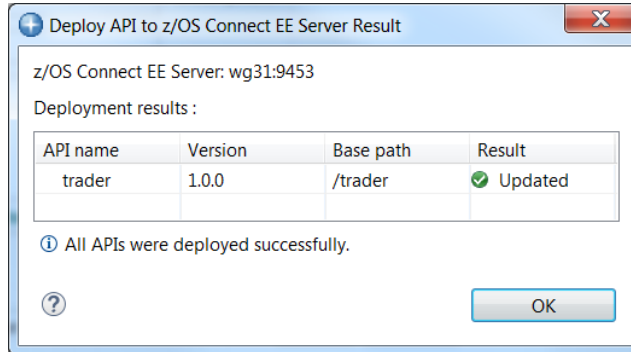 Deploy API to z/OS Connect EE Server Result
z/OS Connect EE Server: wg31:9453
Deployment results :
API name Version Base path Result
trader 1.0.0 /trader Updated
All APIs were deployed successfully.
OK